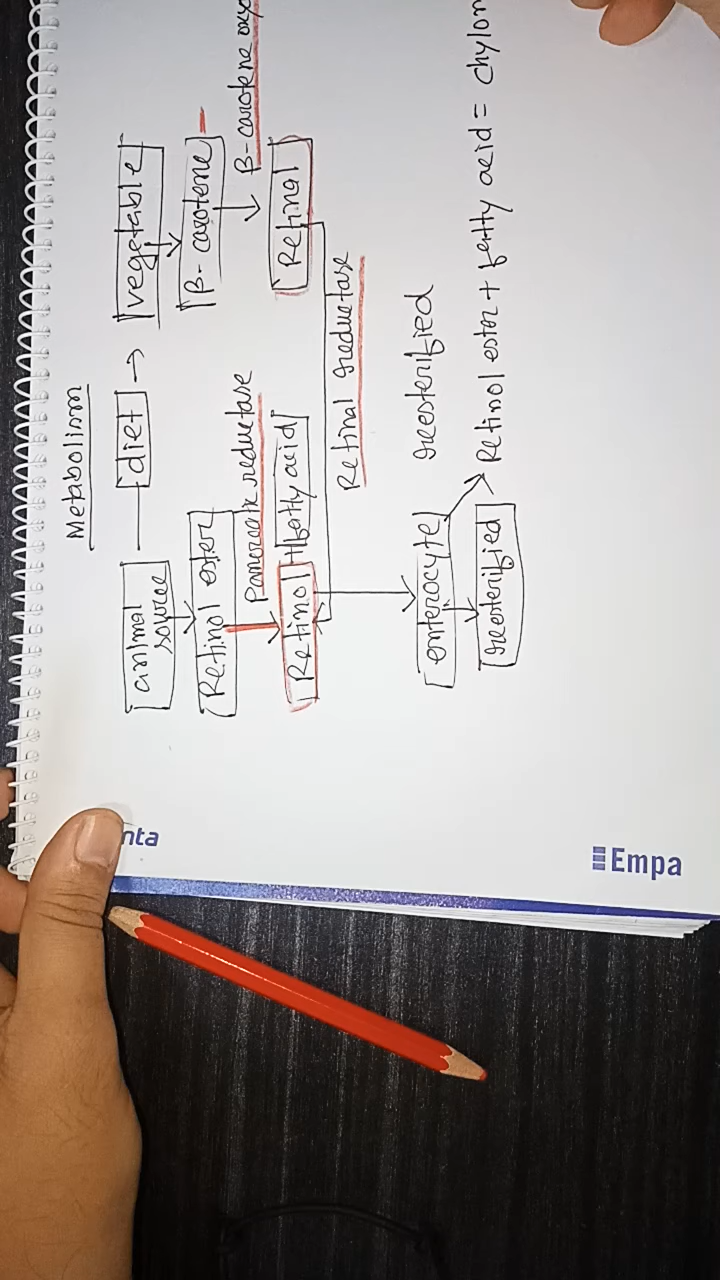 Metabolism
animal source
diet →
vegetable
Retinol ester
β-carotene
Pancreatic reductase
β-carotene oxy
Retinol + fatty acid
Retinal
Retinal reductase
enterocyte
reesterified
reesterified
Retinol ester + fatty acid = chylom
nta
Empa